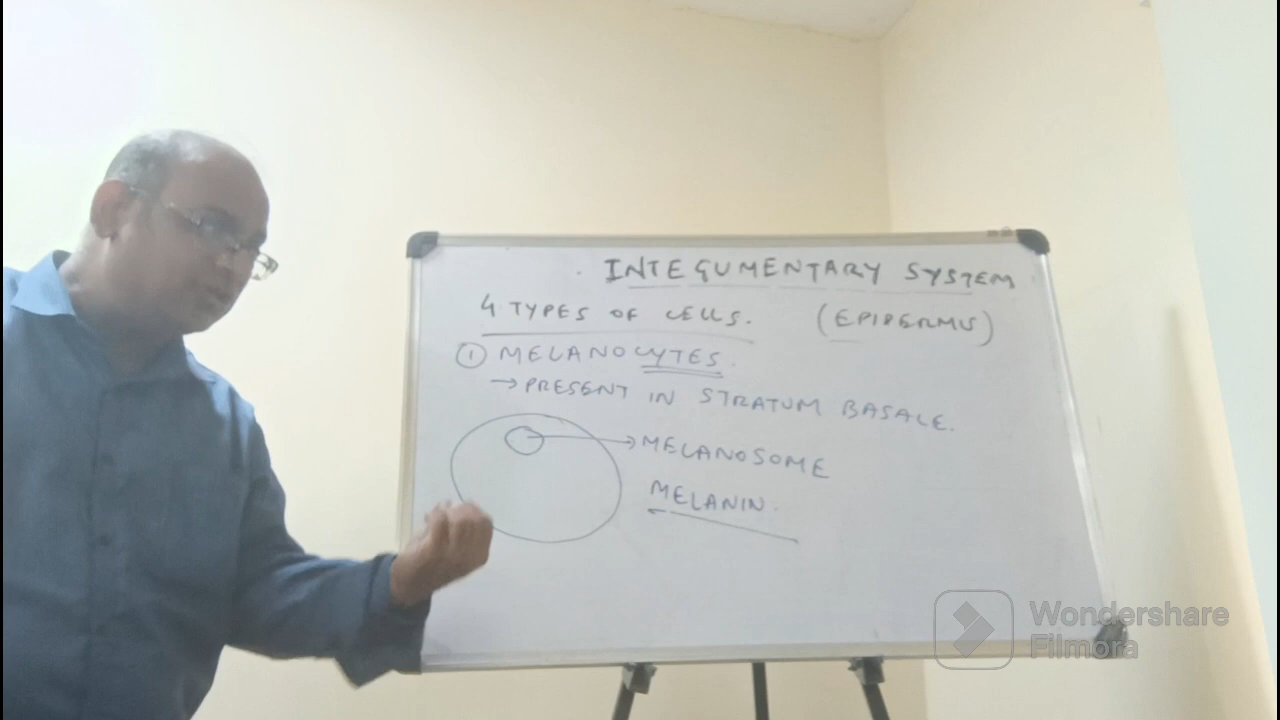 INTEGUMENTARY SYSTEM
4 TYPES OF CELLS. (EPIDERMIS)
① MELANOCYTES.
→ PRESENT IN STRATUM BASALE.
→ MELANOSOME
MELANIN.
Wondershare
Filmora